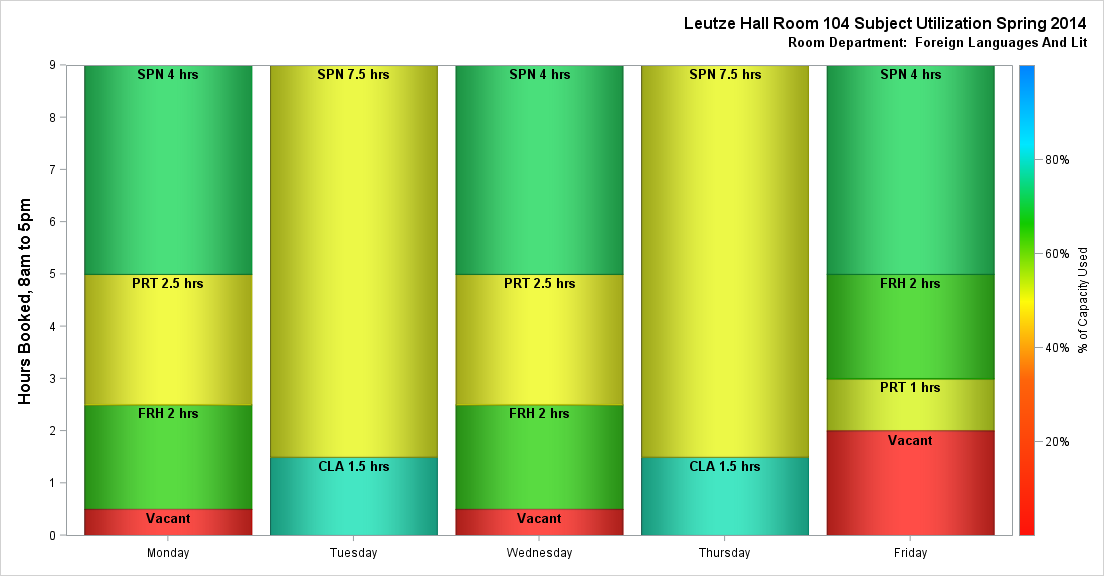 Leutze Hall Room 104 Subject Utilization Spring 2014
Room Department:  Foreign Languages And Lit
Hours Booked, 8am to 5pm
9
8
7
6
5
4
3
2
1
0
SPN 4 hrs
PRT 2.5 hrs
FRH 2 hrs
Vacant
SPN 7.5 hrs
CLA 1.5 hrs
SPN 4 hrs
PRT 2.5 hrs
FRH 2 hrs
Vacant
SPN 7.5 hrs
CLA 1.5 hrs
SPN 4 hrs
FRH 2 hrs
PRT 1 hrs
Vacant
Monday
Tuesday
Wednesday
Thursday
Friday
80%
60%
40%
20%
% of Capacity Used